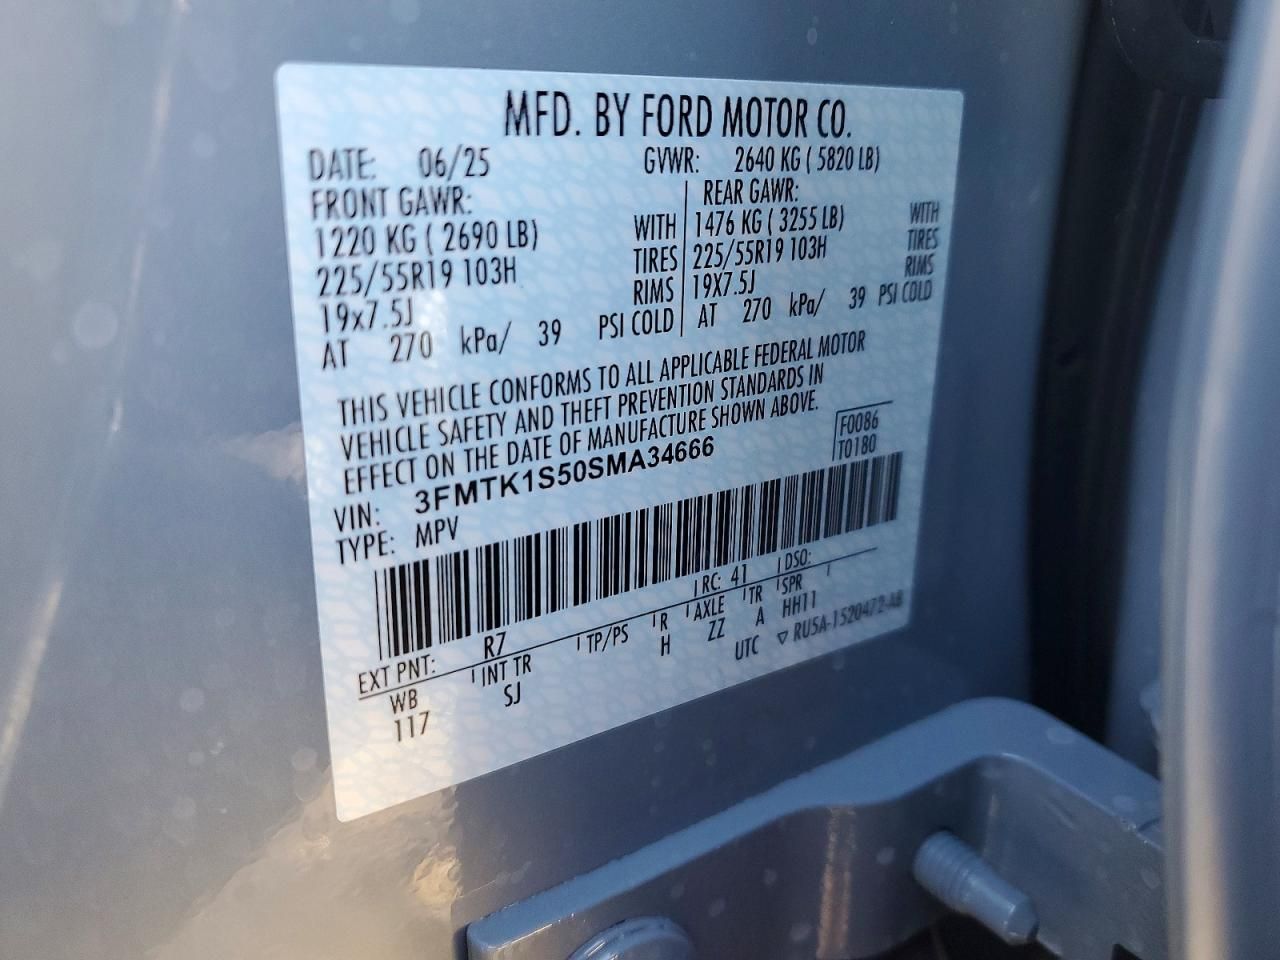 MFD. BY FORD MOTOR CO.
DATE: 06/25 GVWR: 2640 KG ( 5820 LB)
FRONT GAWR: REAR GAWR:
1220 KG ( 2690 LB) WITH 1476 KG ( 3255 LB) WITH
225/55R19 103H TIRES 225/55R19 103H TIRES
19x7.5J RIMS 19X7.5J RIMS
AT 270 kPa/ 39 PSI COLD AT 270 kPa/ 39 PSI COLD
THIS VEHICLE CONFORMS TO ALL APPLICABLE FEDERAL MOTOR
VEHICLE SAFETY AND THEFT PREVENTION STANDARDS IN
EFFECT ON THE DATE OF MANUFACTURE SHOWN ABOVE.
F0086
T0180
VIN: 3FMTK1S50SMA34666
TYPE: MPV
EXT PNT: R7 RC: 41 DSO:
WB INT TR TP/PS R AXLE TR SPR
117 SJ H ZZ A HH11
UTC ▽ RU5A-1520472-AB